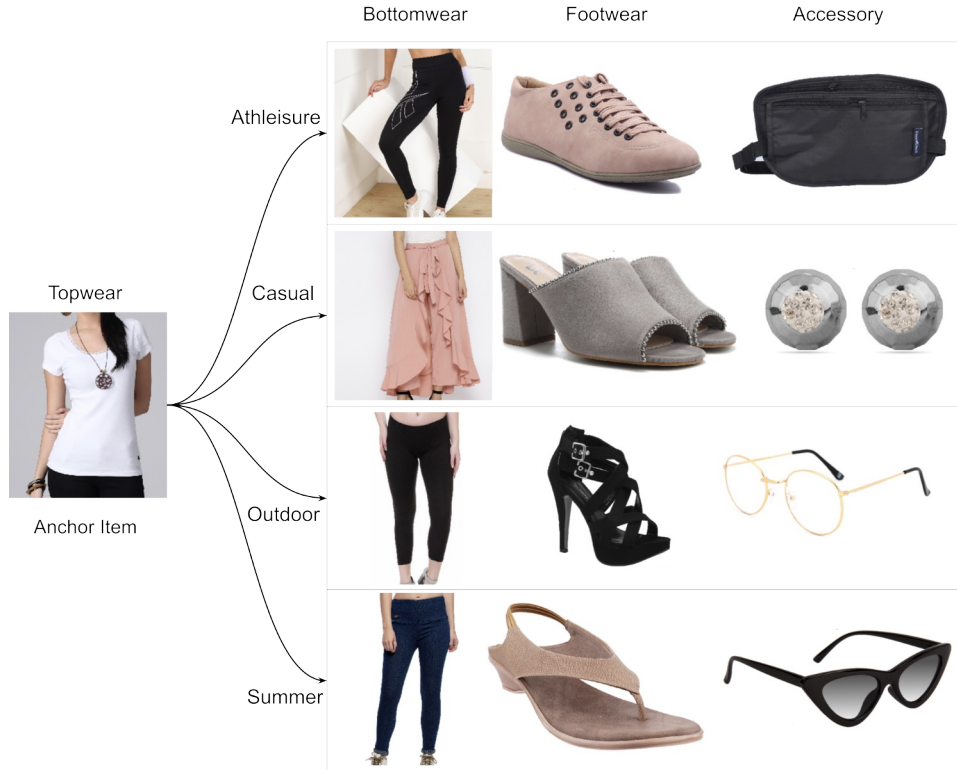 Bottomwear
Footwear
Accessory
Athleisure
Casual
Topwear
Outdoor
Anchor Item
Summer